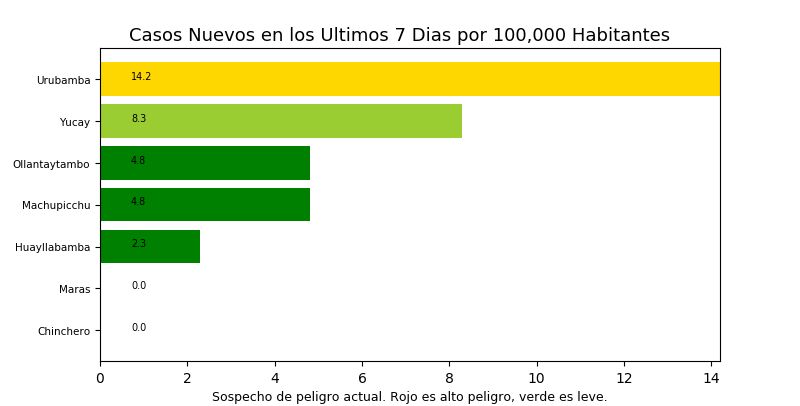 Casos Nuevos en los Ultimos 7 Dias por 100,000 Habitantes
Urubamba 14.2
Yucay 8.3
Ollantaytambo 4.8
Machupicchu 4.8
Huayllabamba 2.3
Maras 0.0
Chinchero 0.0
0 2 4 6 8 10 12 14
Sospecho de peligro actual. Rojo es alto peligro, verde es leve.